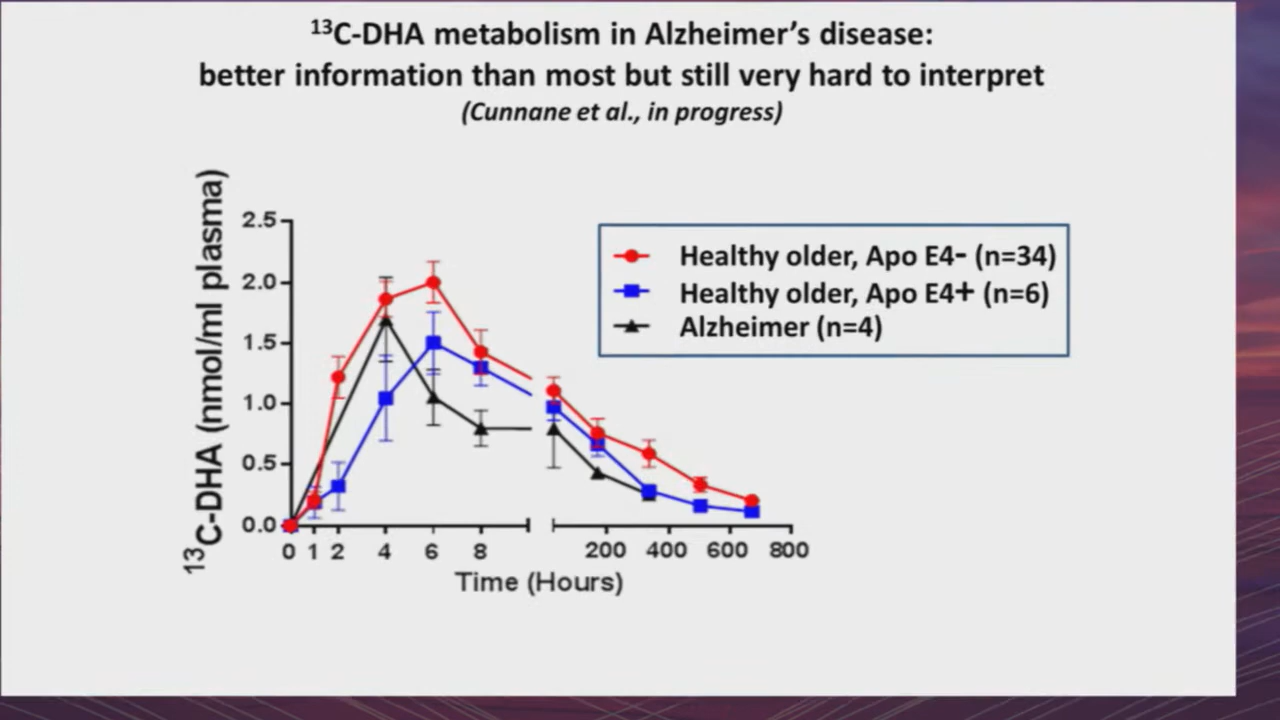 ¹³C-DHA metabolism in Alzheimer's disease:
better information than most but still very hard to interpret
(Cunnane et al., in progress)
¹³C-DHA (nmol/ml plasma)
2.5
2.0
1.5
1.0
0.5
0.0
Healthy older, Apo E4- (n=34)
Healthy older, Apo E4+ (n=6)
Alzheimer (n=4)
0 1 2 4 6 8 200 400 600 800
Time (Hours)